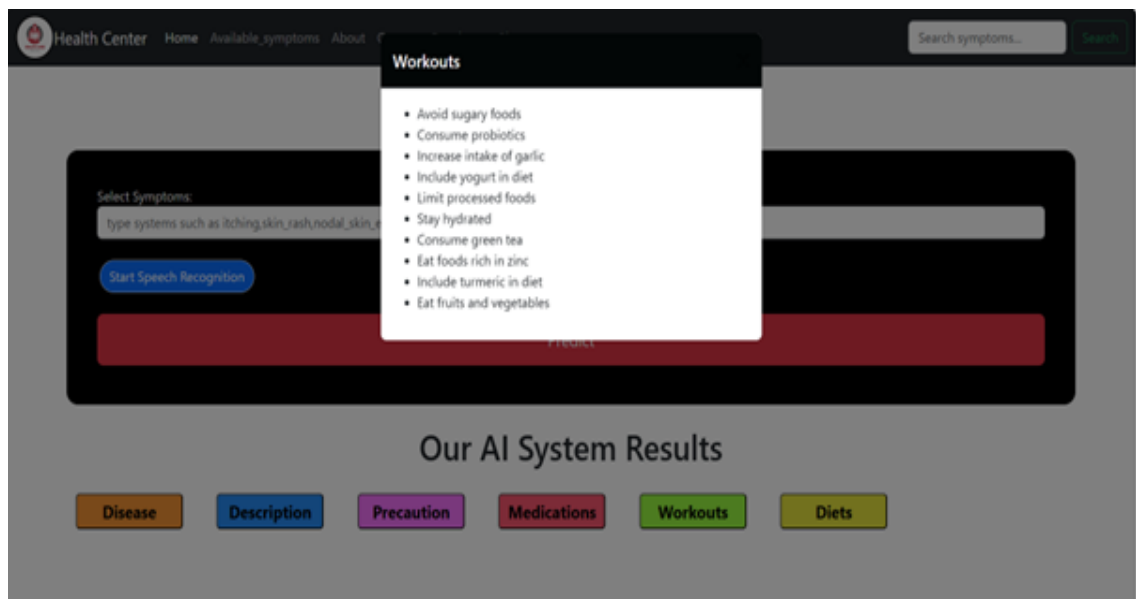 Health Center Home Available_symptoms About
Search symptoms...
Search
Workouts
• Avoid sugary foods
• Consume probiotics
• Increase intake of garlic
• Include yogurt in diet
• Limit processed foods
• Stay hydrated
• Consume green tea
• Eat foods rich in zinc
• Include turmeric in diet
• Eat fruits and vegetables
Select Symptoms:
type systems such as itching,skin_rash,nodal_skin_
Start Speech Recognition
Predict
Our AI System Results
Disease
Description
Precaution
Medications
Workouts
Diets